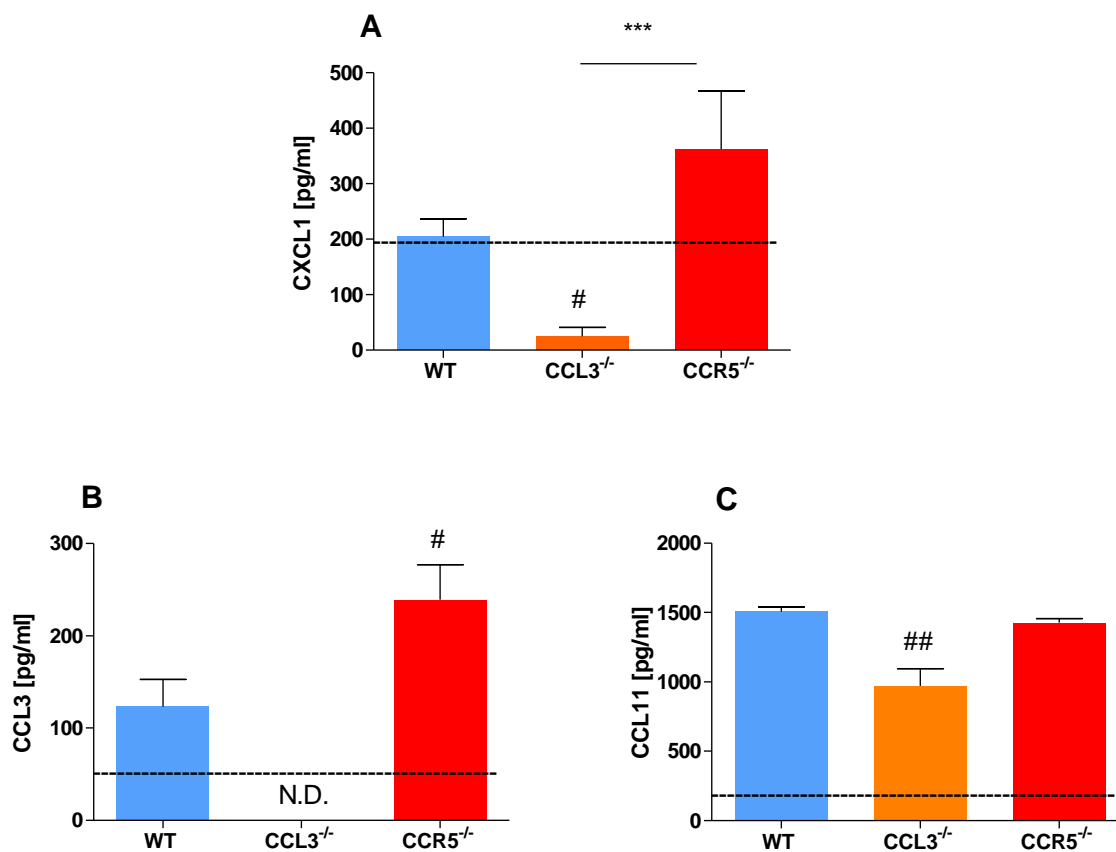 A
***
CXCL1 [pg/ml]
500
400
300
200
100
0
#
WT CCL3-/- CCR5-/-
B
CCL3 [pg/ml]
300
200
100
0
#
N.D.
WT CCL3-/- CCR5-/-
C
CCL11 [pg/ml]
2000
1500
1000
500
0
##
WT CCL3-/- CCR5-/-